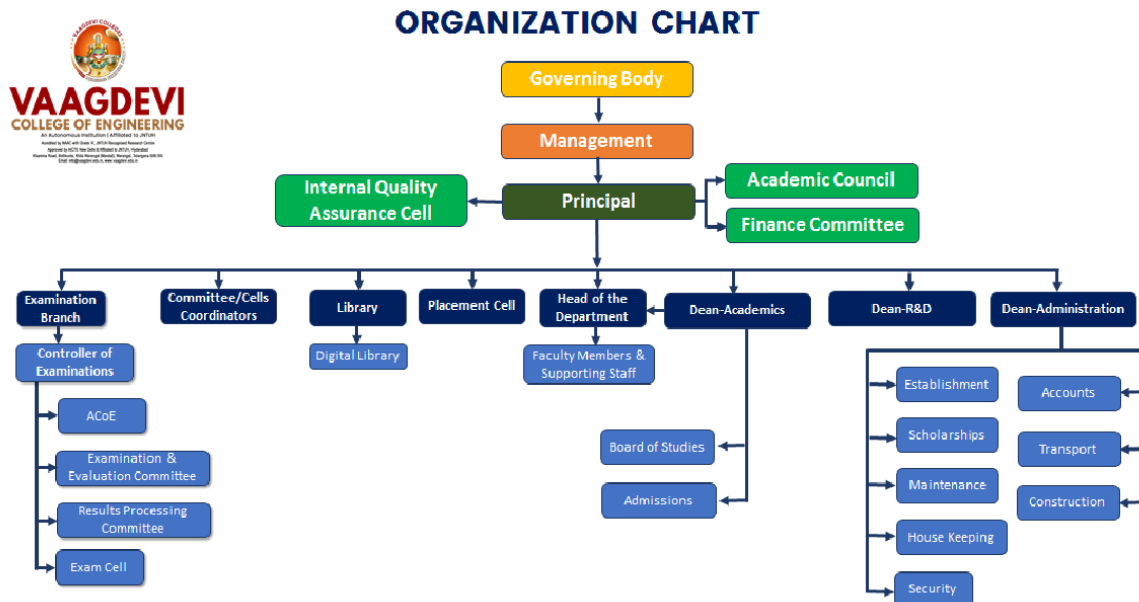 ORGANIZATION CHART
VAAGDEVI COLLEGES
VAAGDEVI
COLLEGE OF ENGINEERING
An Autonomous Institution | Affiliated to JNTUH
Governing Body
Management
Internal Quality
Assurance Cell
Principal
Academic Council
Finance Committee
Examination
Branch
Committee/Cells
Coordinators
Library
Placement Cell
Head of the
Department
Dean-Academics
Dean-R&D
Dean-Administration
Controller of
Examinations
Digital Library
Faculty Members &
Supporting Staff
ACoE
Examination &
Evaluation Committee
Results Processing
Committee
Exam Cell
Board of Studies
Admissions
Establishment
Scholarships
Maintenance
House Keeping
Security
Accounts
Transport
Construction